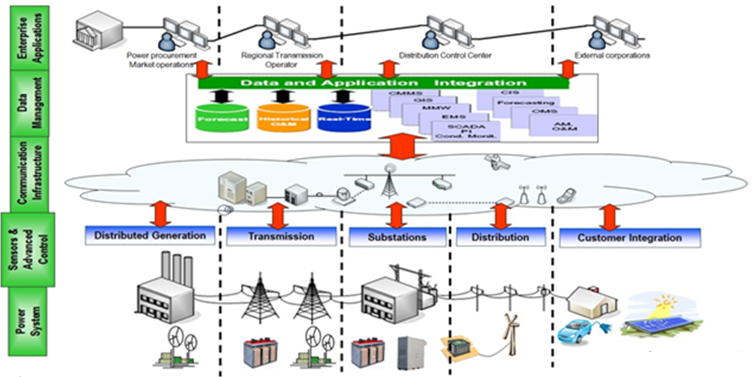 Enterprise
Applications
Power procurement
Market operations
Regional Transmission
Operator
Distribution Control Center
External corporations
Data
Management
Data and Application Integration
Forecast
Historical
O&M
Real-Time
CMMS
GIS
MMW
EMS
SCADA
PI
Cond. Monit.
CIS
Forecasting
OMS
AM,
O&M
Communication
Infrastructure
Sensors &
Advanced
Control
Distributed Generation
Transmission
Substations
Distribution
Customer Integration
Power
System